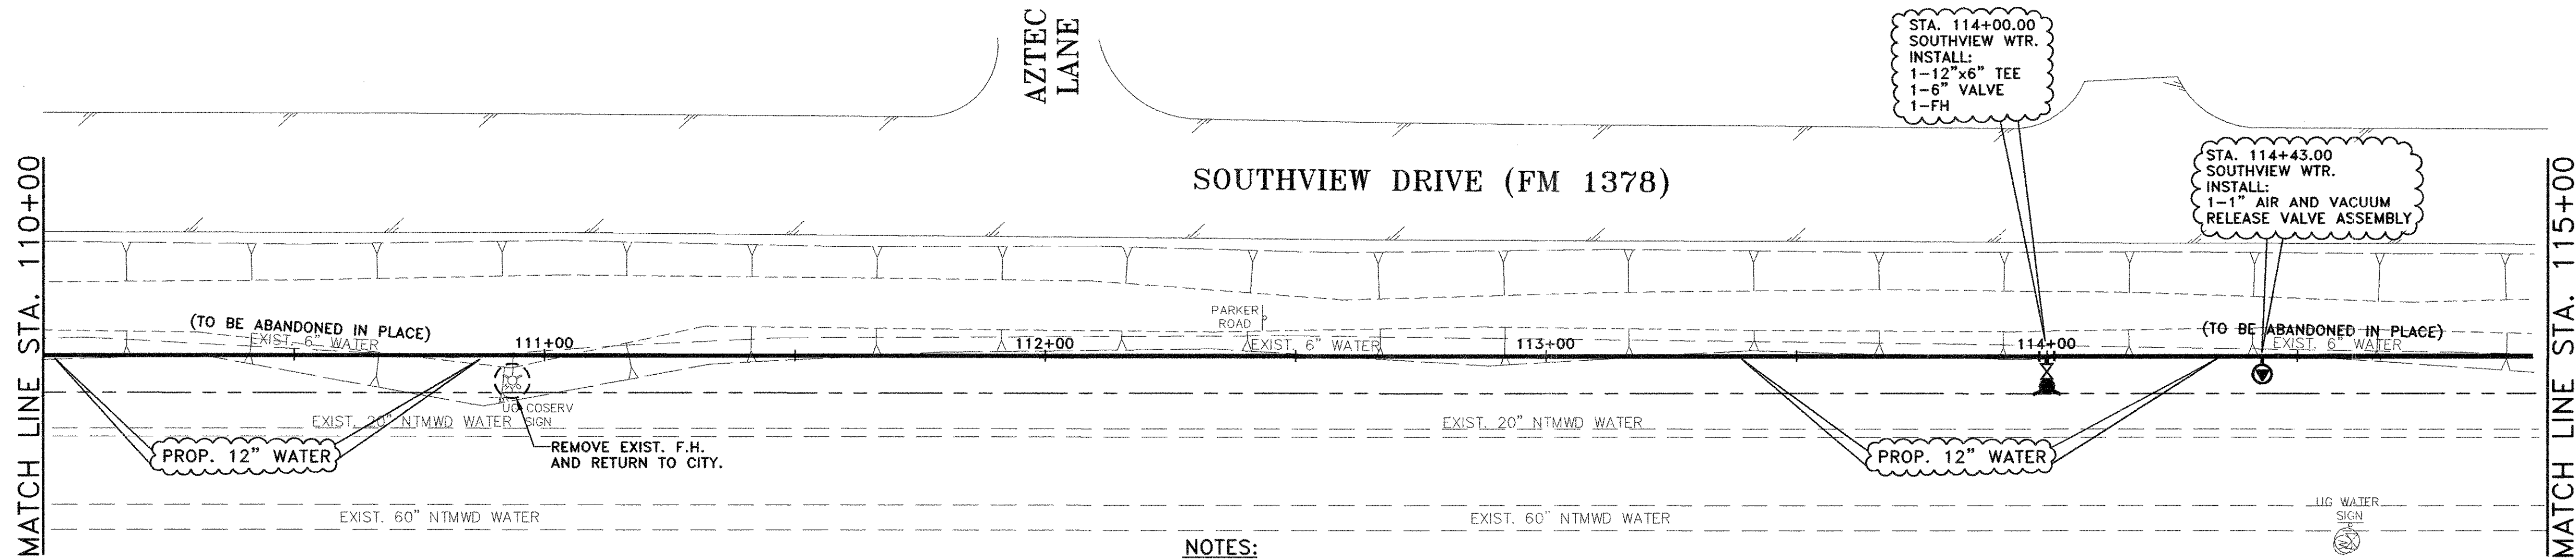 AZTEC
LANE
STA. 114+00.00
SOUTHVIEW WTR.
INSTALL:
1-12"x6" TEE
1-6" VALVE
1-FH
STA. 114+43.00
SOUTHVIEW WTR.
INSTALL:
1-1" AIR AND VACUUM
RELEASE VALVE ASSEMBLY
SOUTHVIEW DRIVE (FM 1378)
MATCH LINE STA. 110+00
MATCH LINE STA. 115+00
PARKER
ROAD
(TO BE ABANDONED IN PLACE)
EXIST. 6" WATER
(TO BE ABANDONED IN PLACE)
EXIST. 6" WATER
EXIST. 6" WATER
111+00
112+00
113+00
114+00
UG COSERV
SIGN
EXIST. 20" NTMWD WATER
EXIST. 20" NTMWD WATER
REMOVE EXIST. F.H.
AND RETURN TO CITY.
PROP. 12" WATER
PROP. 12" WATER
EXIST. 60" NTMWD WATER
EXIST. 60" NTMWD WATER
UG WATER
SIGN
NOTES: